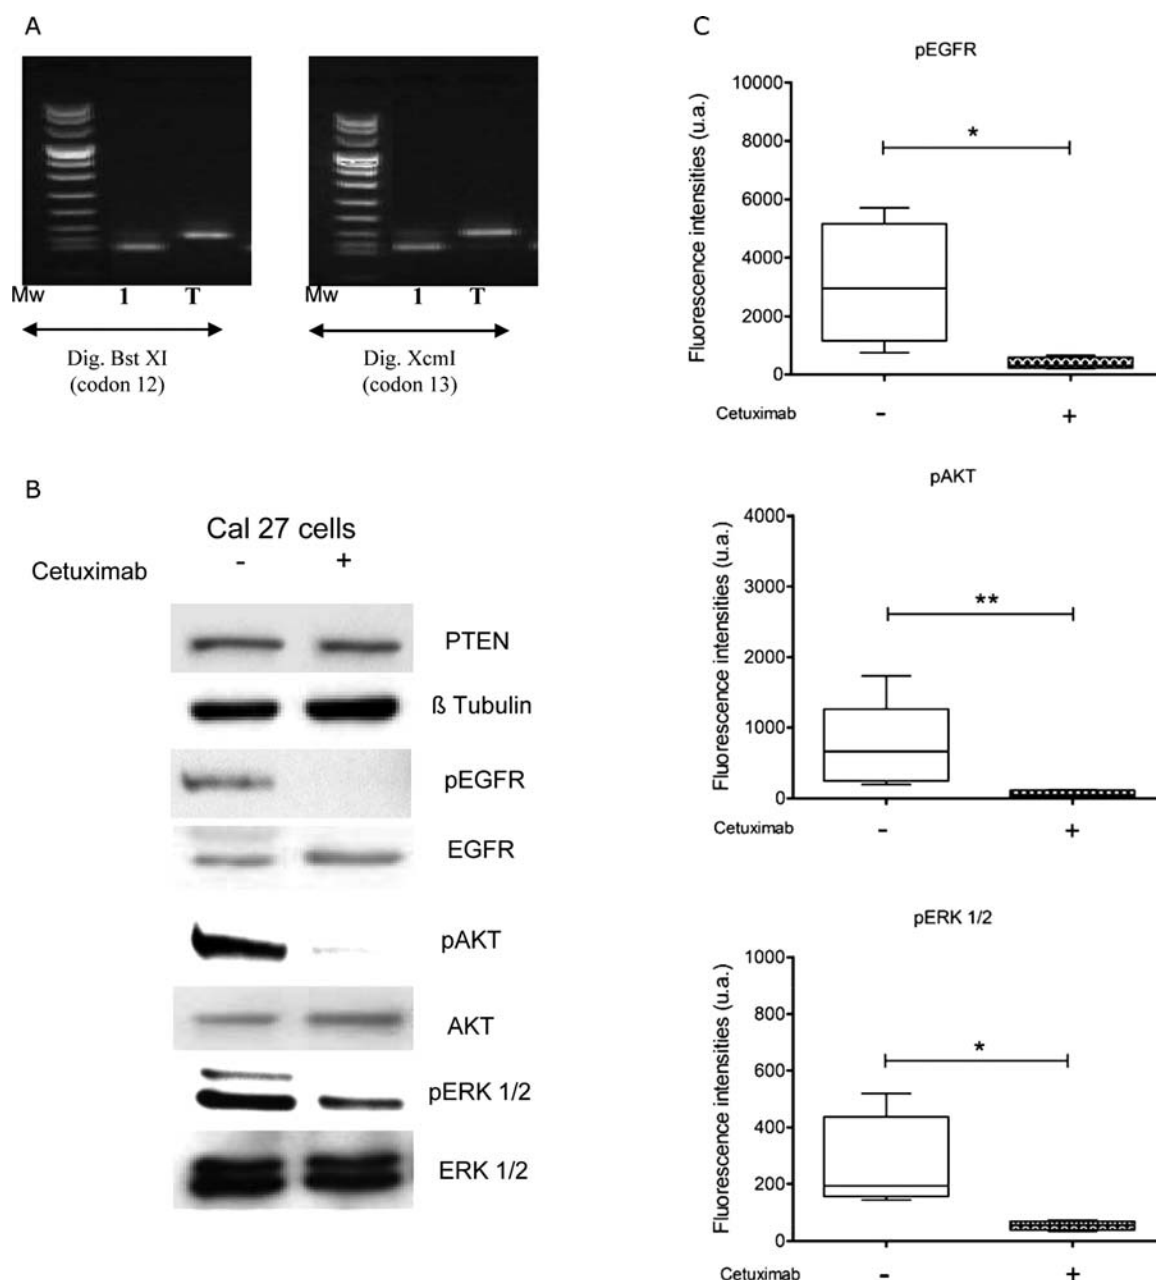 A
Mw 1 T
Dig. Bst XI
(codon 12)
Mw 1 T
Dig. XcmI
(codon 13)
B
Cal 27 cells
Cetuximab - +
PTEN
ß Tubulin
pEGFR
EGFR
pAKT
AKT
pERK 1/2
ERK 1/2
C
pEGFR
Fluorescence intensities (u.a.)
10000
8000
6000
4000
2000
0
*
Cetuximab - +
pAKT
Fluorescence intensities (u.a.)
4000
3000
2000
1000
0
**
Cetuximab - +
pERK 1/2
Fluorescence intensities (u.a.)
1000
800
600
400
200
0
*
Cetuximab - +